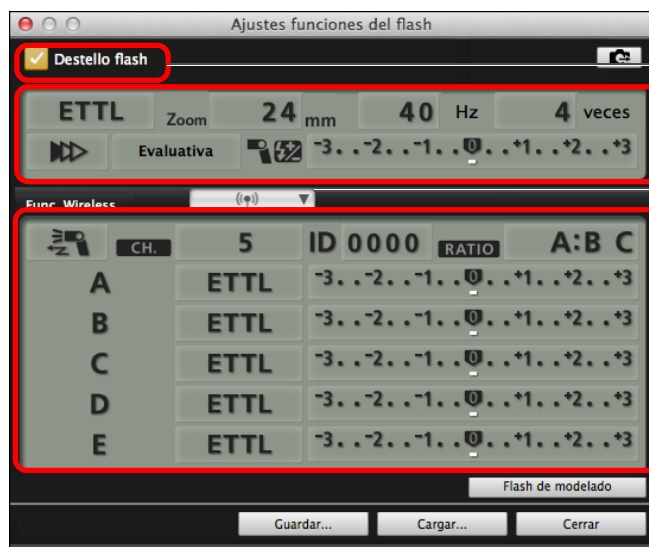 Ajustes funciones del flash
Destello flash
ETTL Zoom 24 mm 40 Hz 4 veces
Evaluativa -3..-2..-1..0..+1..+2..+3
Func. Wireless
CH. 5 ID 0000 RATIO A:B C
A ETTL -3..-2..-1..0..+1..+2..+3
B ETTL -3..-2..-1..0..+1..+2..+3
C ETTL -3..-2..-1..0..+1..+2..+3
D ETTL -3..-2..-1..0..+1..+2..+3
E ETTL -3..-2..-1..0..+1..+2..+3
Flash de modelado
Guardar... Cargar... Cerrar